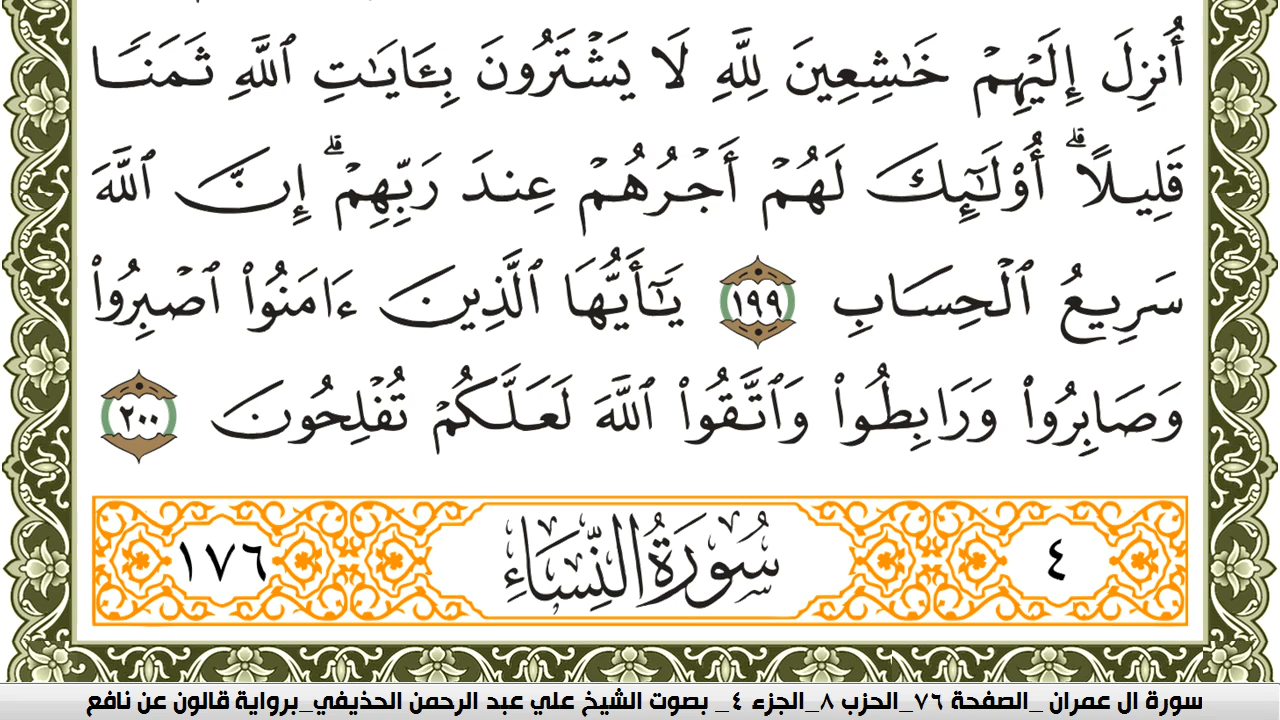 أُنزِلَ إِلَيْهِمْ خَٰشِعِينَ لِلَّهِ لَا يَشْتَرُونَ بِـَٔايَٰتِ ٱللَّهِ ثَمَنٗا
قَلِيلًاۗ أُوْلَٰٓئِكَ لَهُمْ أَجْرُهُمْ عِندَ رَبِّهِمْۗ إِنَّ ٱللَّهَ
سَرِيعُ ٱلْحِسَابِ ١٩٩ يَٰٓأَيُّهَا ٱلَّذِينَ ءَامَنُواْ ٱصْبِرُواْ
وَصَابِرُواْ وَرَابِطُواْ وَٱتَّقُواْ ٱللَّهَ لَعَلَّكُمْ تُفْلِحُونَ ٢٠٠
٤ سُورَةُ النِّسَاءِ ١٧٦
سورة ال عمران _الصفحة ٧٦_الحزب ٨_الجزء ٤_ بصوت الشيخ علي عبد الرحمن الحذيفي_برواية قالون عن نافع